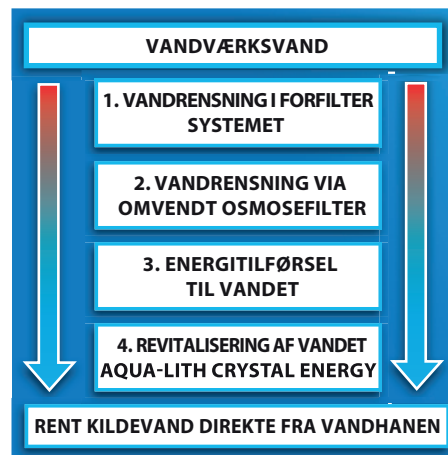 VANDVÆRKSVAND
1. VANDRENSNING I FORFILTER
SYSTEMET
2. VANDRENSNING VIA
OMVENDT OSMOSEFILTER
3. ENERGITILFØRSEL
TIL VANDET
4. REVITALISERING AF VANDET
AQUA-LITH CRYSTAL ENERGY
RENT KILDEVAND DIREKTE FRA VANDHANEN